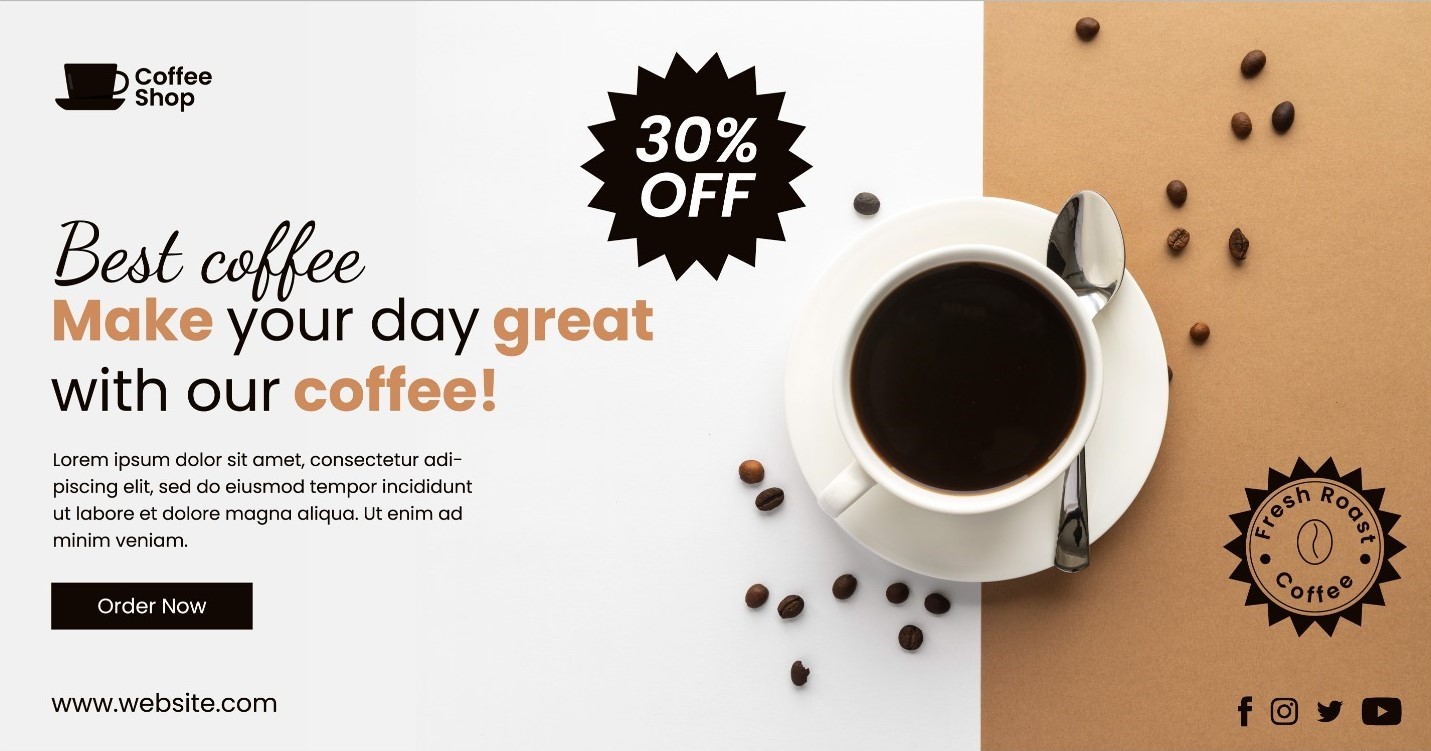 Coffee
Shop
30%
OFF
Best coffee
Make your day great
with our coffee!
Lorem ipsum dolor sit amet, consectetur adi-
piscing elit, sed do eiusmod tempor incididunt
ut labore et dolore magna aliqua. Ut enim ad
minim veniam.
Order Now
www.website.com
Fresh Roast
Coffee